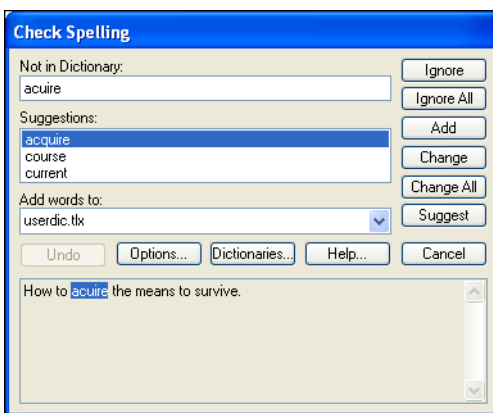 Check Spelling
Not in Dictionary:
acuire
Ignore
Ignore All
Suggestions:
acquire
course
current
Add
Change
Change All
Add words to:
userdic.tlx
Suggest
Undo Options... Dictionaries... Help... Cancel
How to acuire the means to survive.